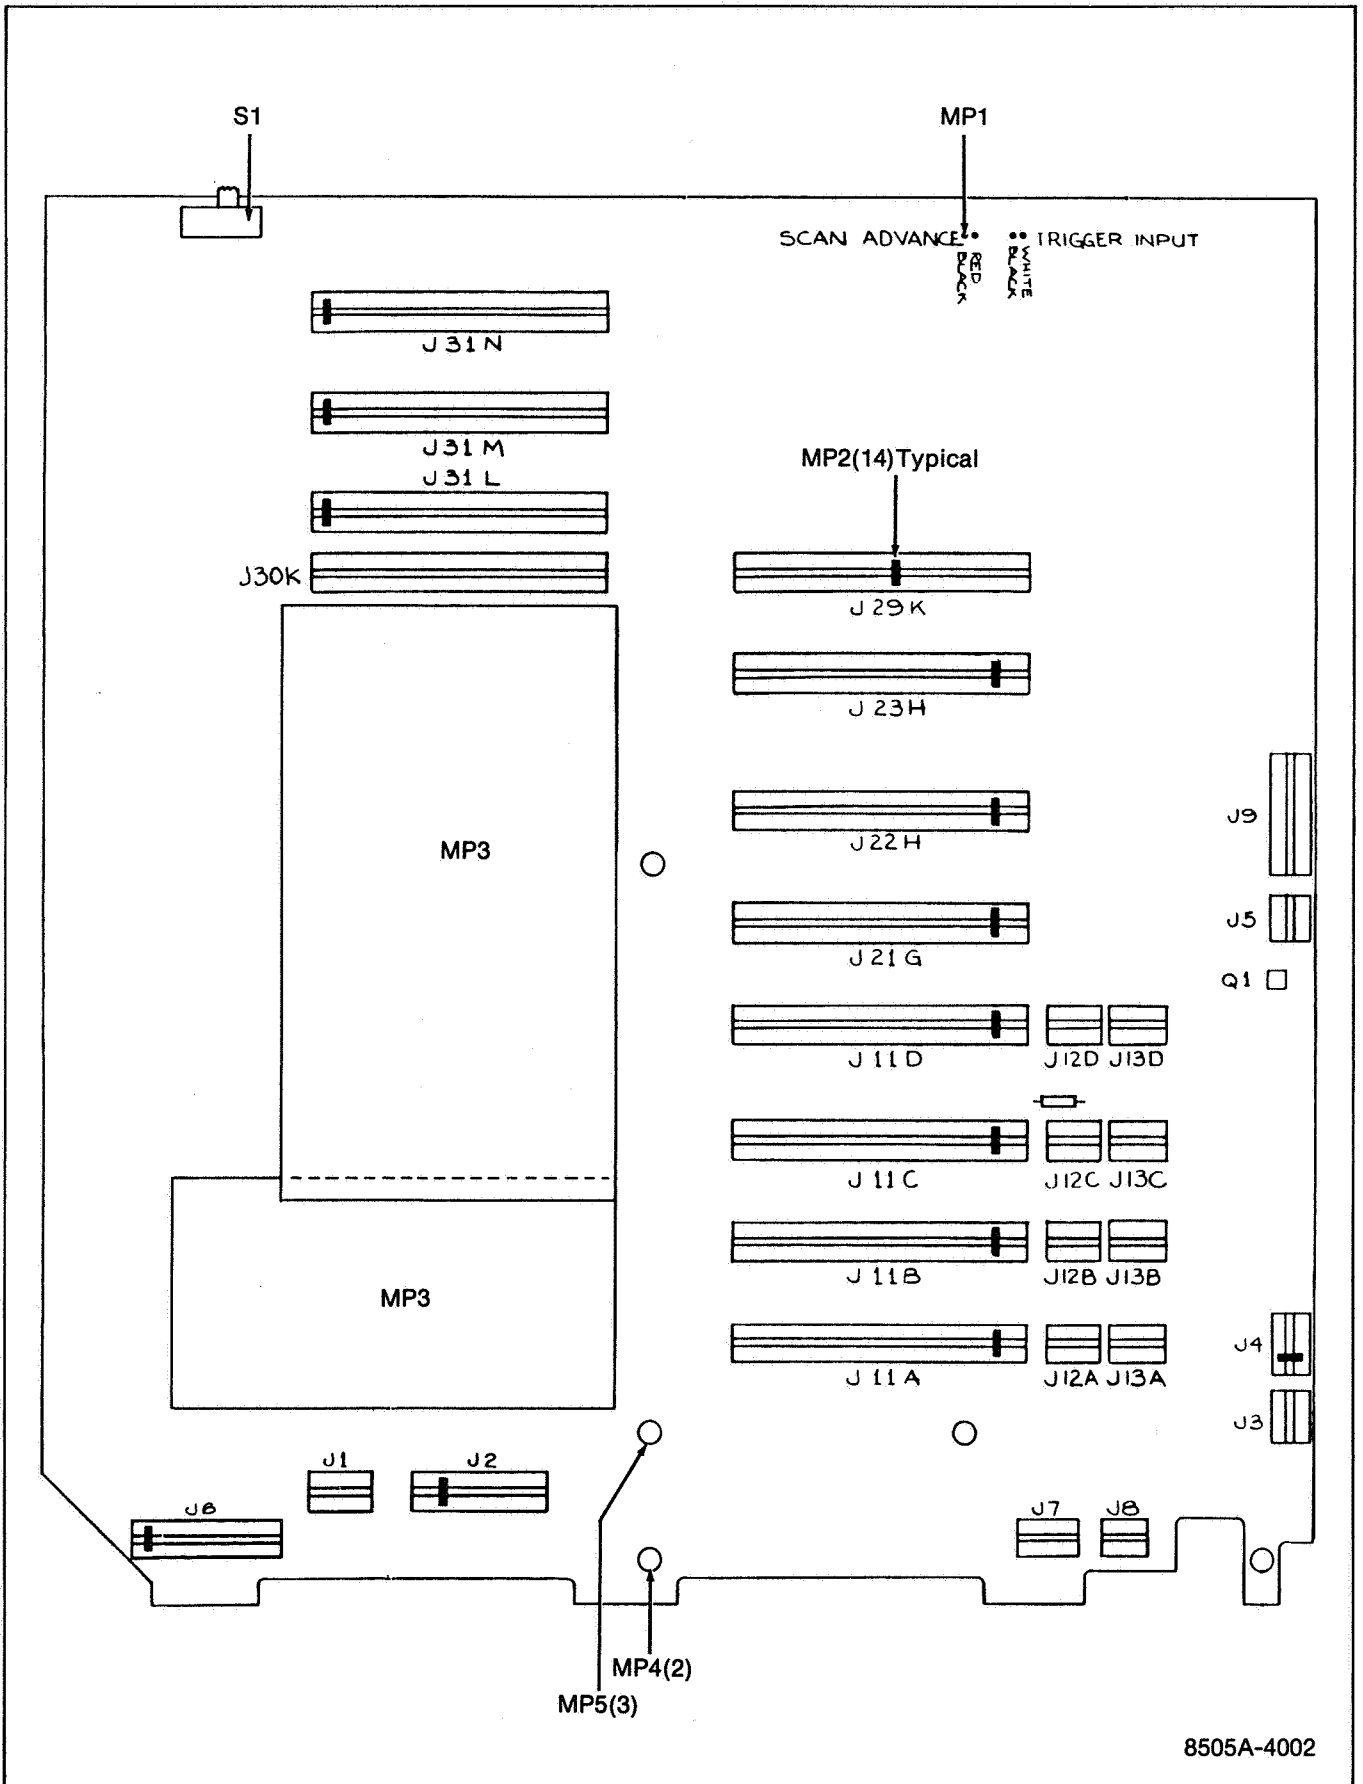 S1
MP1
SCAN ADVANCE
RED
BLACK
WHITE
BLACK
TRIGGER INPUT
J31N
J31M
J31L
MP2(14)Typical
J30K
J29K
J23H
MP3
J22H
J9
J21G
J5
Q1
J11D
J12D
J13D
J11C
J12C
J13C
J11B
J12B
J13B
MP3
J4
J11A
J12A
J13A
J3
J1
J2
J6
J7
J8
MP4(2)
MP5(3)
8505A-4002